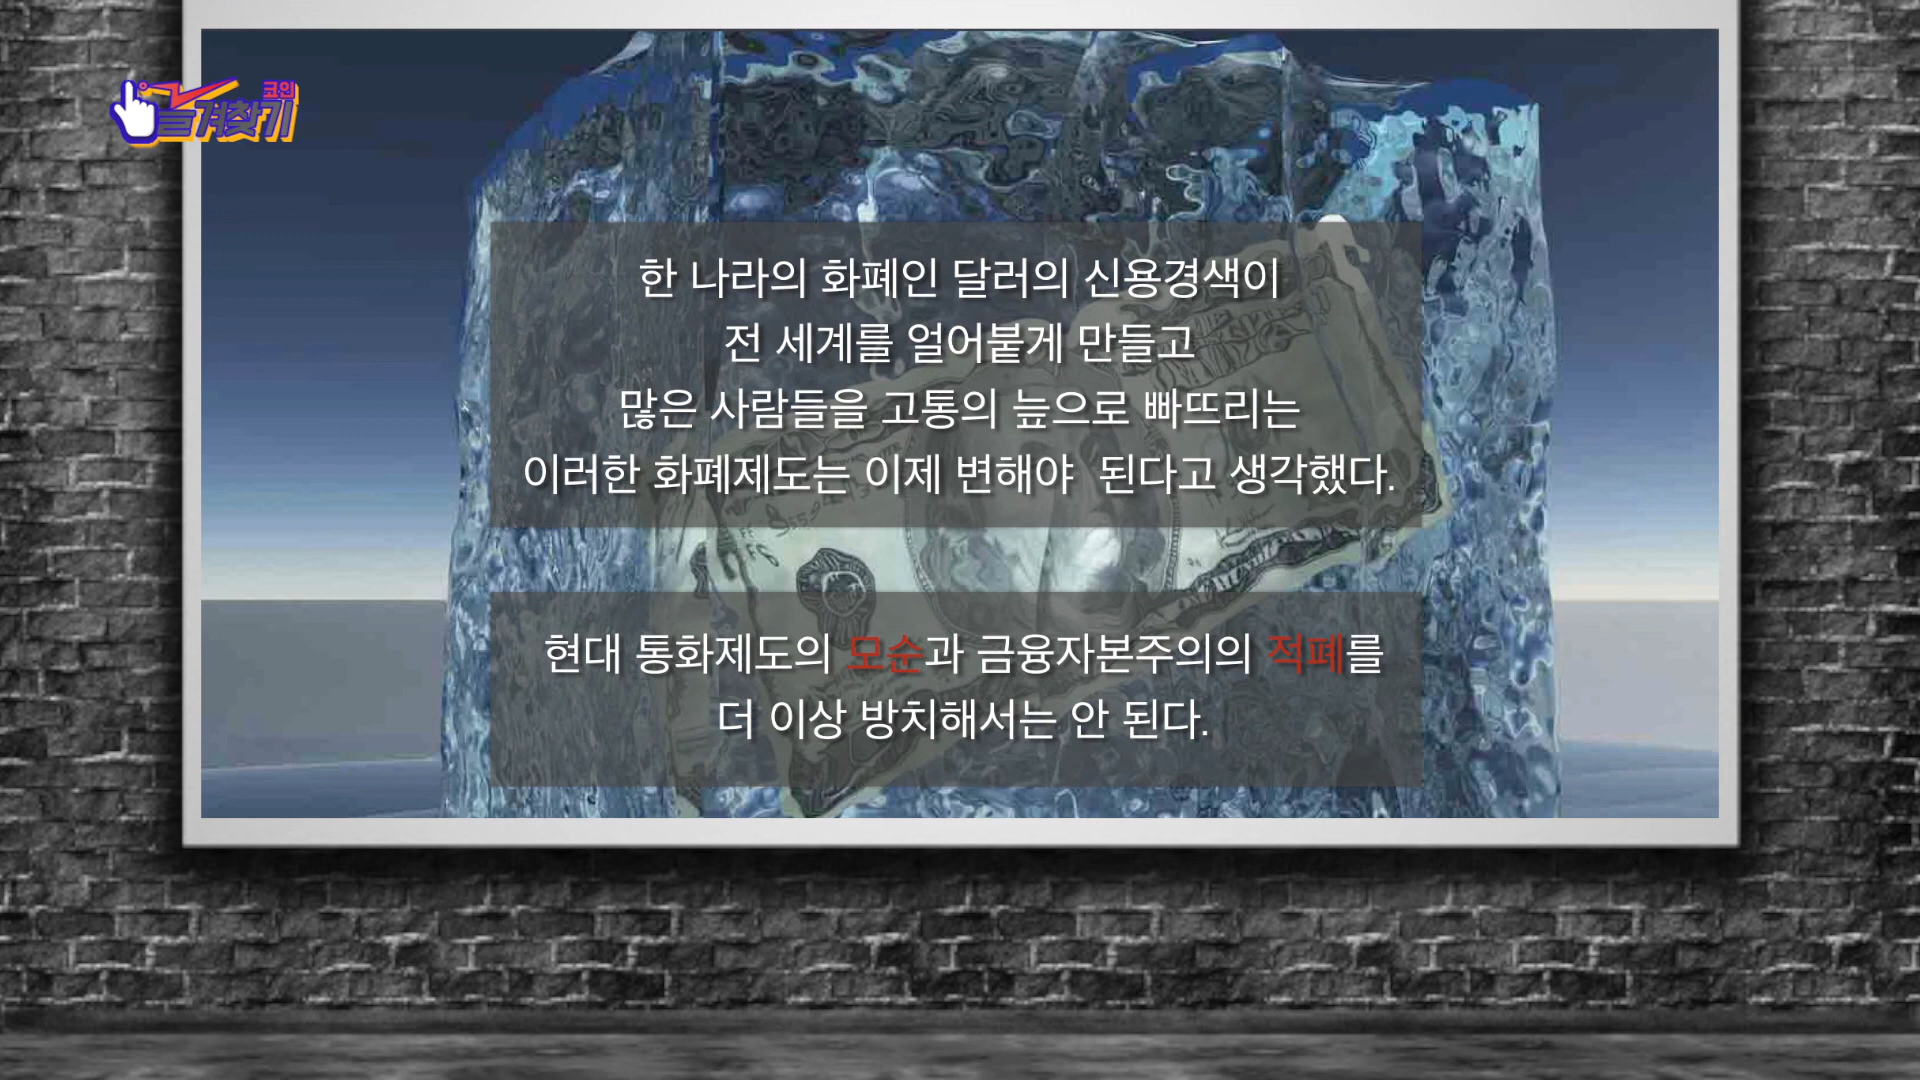 코인
즐겨찾기
한 나라의 화폐인 달러의 신용경색이
전 세계를 얼어붙게 만들고
많은 사람들을 고통의 늪으로 빠뜨리는
이러한 화폐제도는 이제 변해야 된다고 생각했다.
현대 통화제도의 모순과 금융자본주의의 적폐를
더 이상 방치해서는 안 된다.